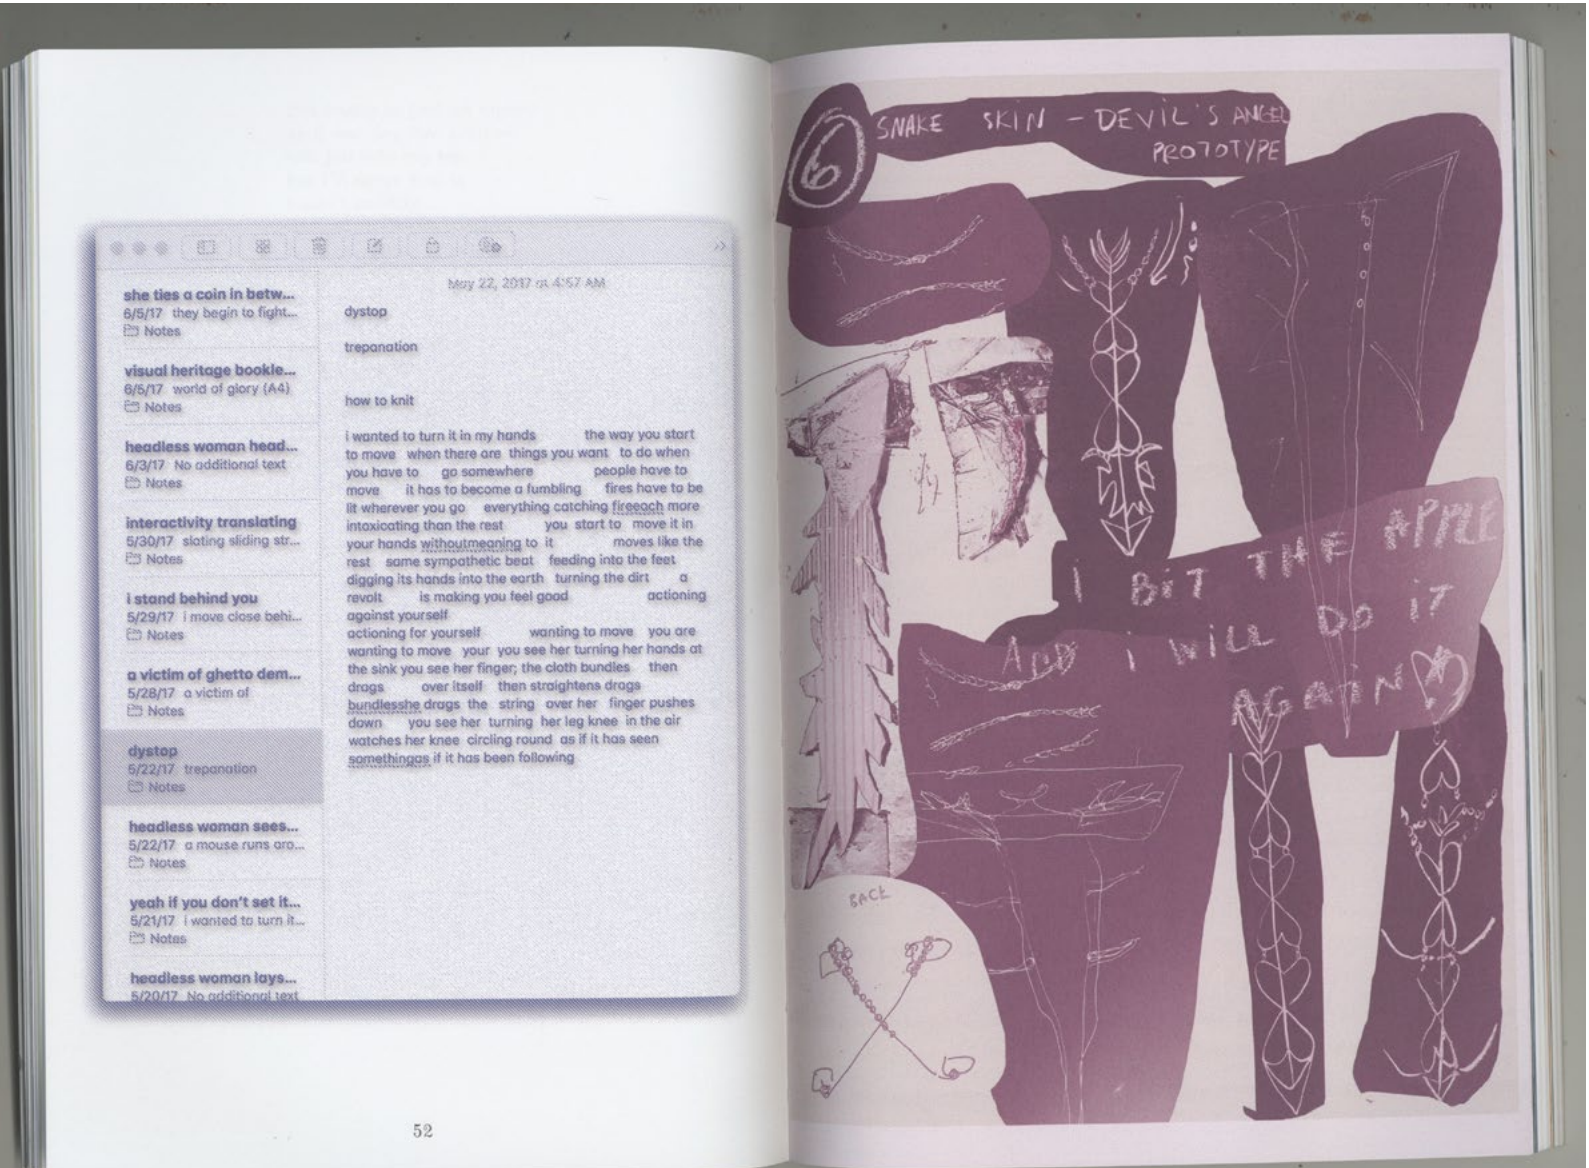 May 22, 2017 at 4:57 AM
she ties a coin in betw...
6/5/17 they begin to fight...
Notes
visual heritage bookle...
6/5/17 world of glory (A4)
Notes
headless woman head...
6/3/17 No additional text
Notes
interactivity translating
5/30/17 slating sliding str...
Notes
i stand behind you
5/29/17 i move close behi...
Notes
a victim of ghetto dem...
5/28/17 a victim of
Notes
dystop
5/22/17 trepanation
Notes
headless woman sees...
5/22/17 a mouse runs aro...
Notes
yeah if you don't set it...
5/21/17 i wanted to turn it...
Notes
headless woman lays...
5/20/17 No additional text
dystop
trepanation
how to knit
i wanted to turn it in my hands the way you start
to move when there are things you want to do when
you have to go somewhere people have to
move it has to become a fumbling fires have to be
lit wherever you go everything catching fireeach more
intoxicating than the rest you start to move it in
your hands withoutmeaning to it moves like the
rest same sympathetic beat feeding into the feet
digging its hands into the earth turning the dirt a
revolt is making you feel good actioning
against yourself
actioning for yourself wanting to move you are
wanting to move your you see her turning her hands at
the sink you see her finger; the cloth bundles then
drags over itself then straightens drags
bundlesshe drags the string over her finger pushes
down you see her turning her leg knee in the air
watches her knee circling round as if it has seen
somethingas if it has been following
52
6 SNAKE SKIN - DEVIL'S ANGEL
PROTOTYPE
i BIT THE APPLE
AND i WILL DO iT
AGAIN
BACK